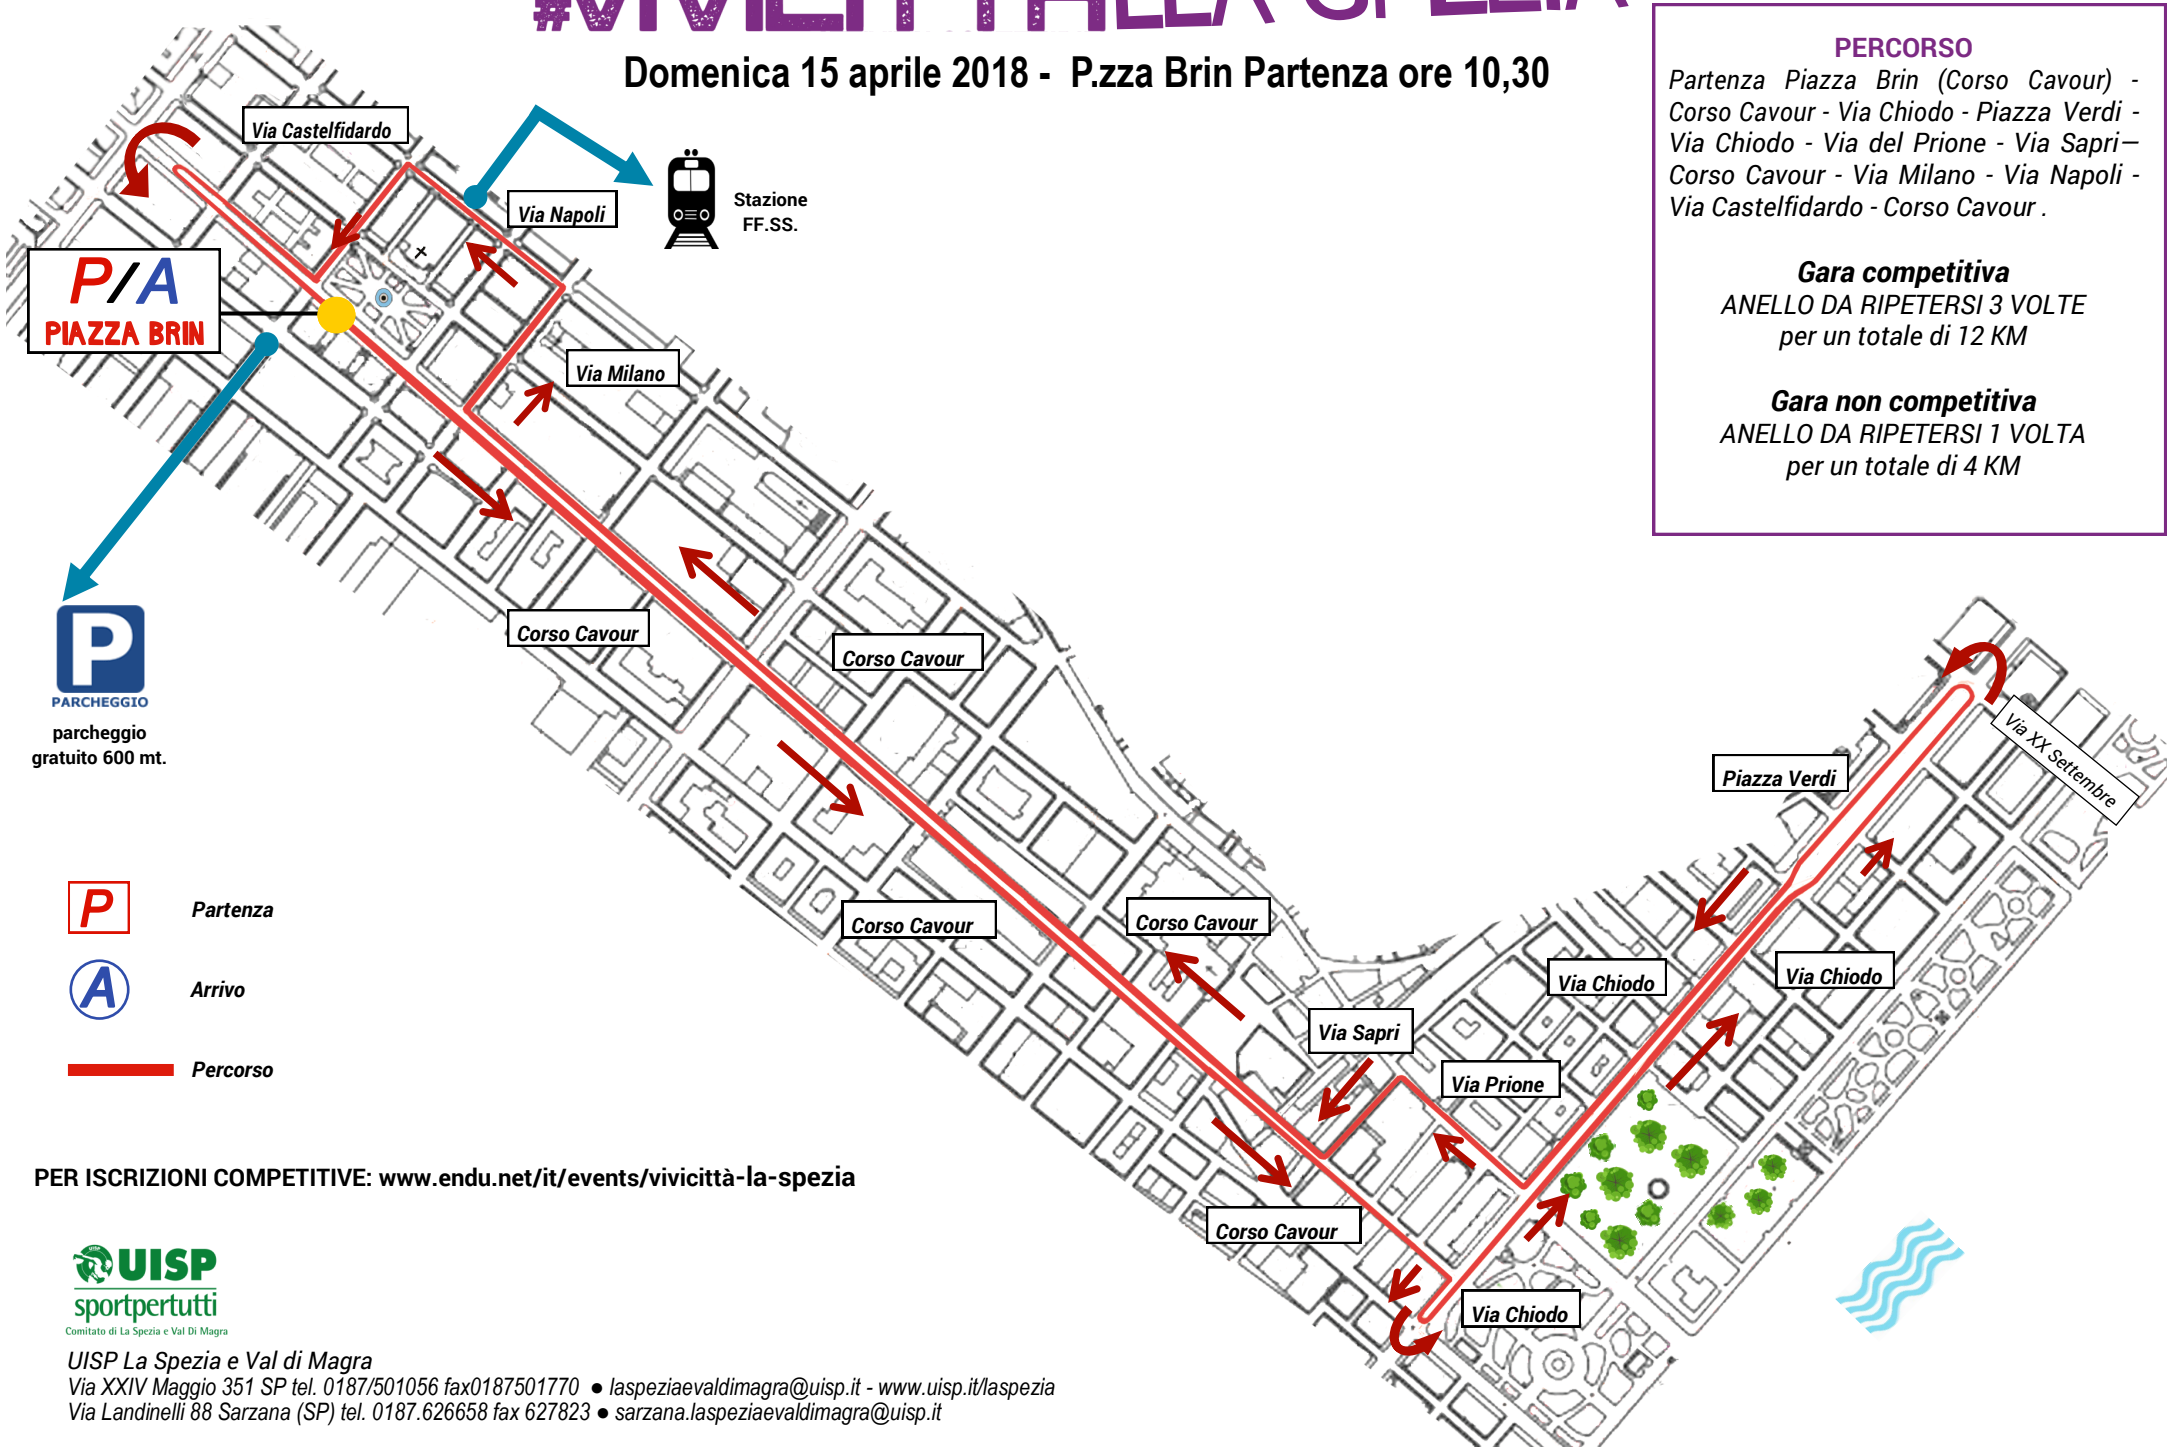 #VIVICITTÀ LA SPEZIA
Domenica 15 aprile 2018 - P.zza Brin Partenza ore 10,30
PERCORSO
Partenza Piazza Brin (Corso Cavour) -
Corso Cavour - Via Chiodo - Piazza Verdi -
Via Chiodo - Via del Prione - Via Sapri–
Corso Cavour - Via Milano - Via Napoli -
Via Castelfidardo - Corso Cavour .
Gara competitiva
ANELLO DA RIPETERSI 3 VOLTE
per un totale di 12 KM
Gara non competitiva
ANELLO DA RIPETERSI 1 VOLTA
per un totale di 4 KM
Via Castelfidardo
Via Napoli
Stazione
FF.SS.
P/A
PIAZZA BRIN
Via Milano
Corso Cavour
Corso Cavour
P
PARCHEGGIO
parcheggio
gratuito 600 mt.
Via XX Settembre
Piazza Verdi
P Partenza
Corso Cavour
Corso Cavour
Via Chiodo
Via Chiodo
A Arrivo
Via Sapri
Via Prione
Percorso
PER ISCRIZIONI COMPETITIVE: www.endu.net/it/events/vivicittà-la-spezia
Corso Cavour
Via Chiodo
UISP
sportpertutti
Comitato di La Spezia e Val Di Magra
UISP La Spezia e Val di Magra
Via XXIV Maggio 351 SP tel. 0187/501056 fax0187501770 ● laspeziaevaldimagra@uisp.it - www.uisp.it/laspezia
Via Landinelli 88 Sarzana (SP) tel. 0187.626658 fax 627823 ● sarzana.laspeziaevaldimagra@uisp.it